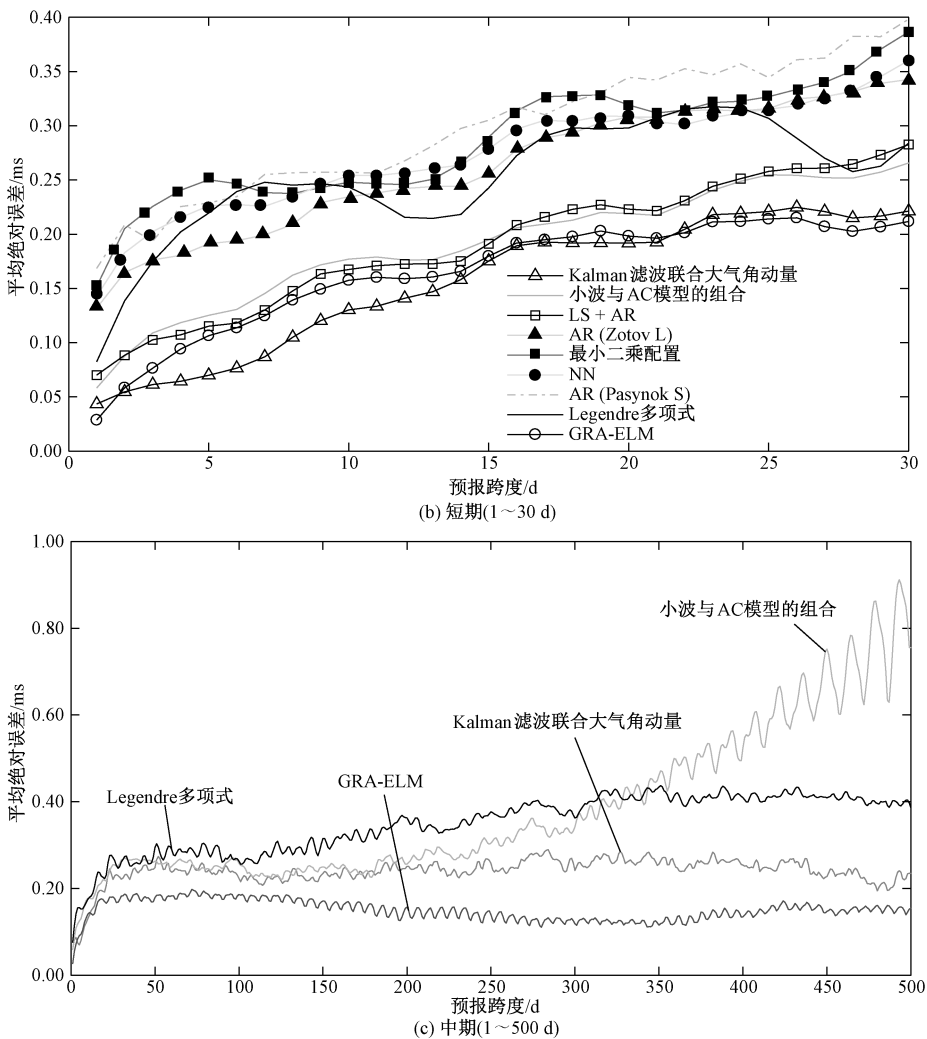 0.40
0.35
0.30
0.25
0.20
0.15
0.10
0.05
0.00
平均绝对误差/ms
Kalman滤波联合大气角动量
小波与AC模型的组合
LS + AR
AR (Zotov L)
最小二乘配置
NN
AR (Pasynok S)
Legendre多项式
GRA-ELM
0 5 10 15 20 25 30
预报跨度/d
(b) 短期(1～30 d)
1.00
0.80
0.60
0.40
0.20
0.00
平均绝对误差/ms
小波与AC模型的组合
Kalman滤波联合大气角动量
GRA-ELM
Legendre多项式
0 50 100 150 200 250 300 350 400 450 500
预报跨度/d
(c) 中期(1～500 d)